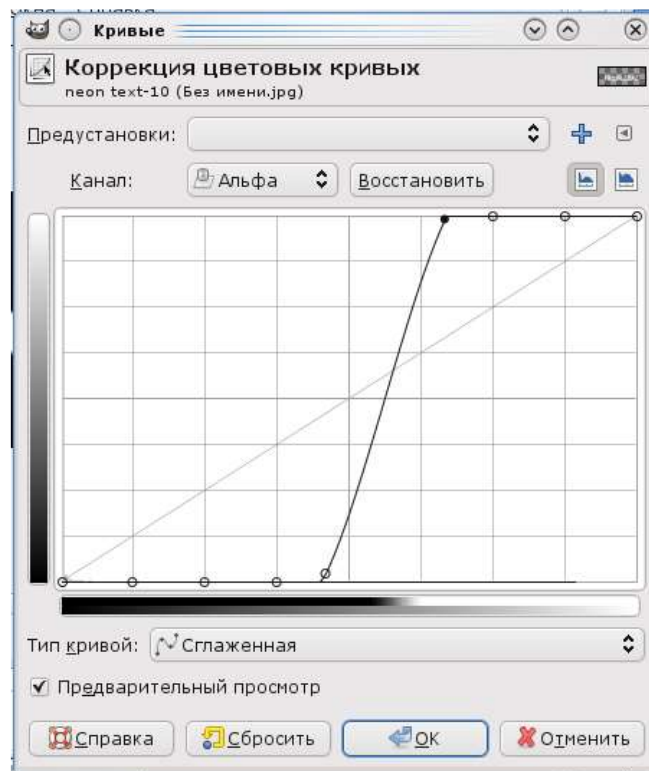 Кривые
Коррекция цветовых кривых
neon text-10 (Без имени.jpg)
Предустановки:
Канал: Альфа Восстановить
Тип кривой: Сглаженная
Предварительный просмотр
Справка Сбросить OK Отменить